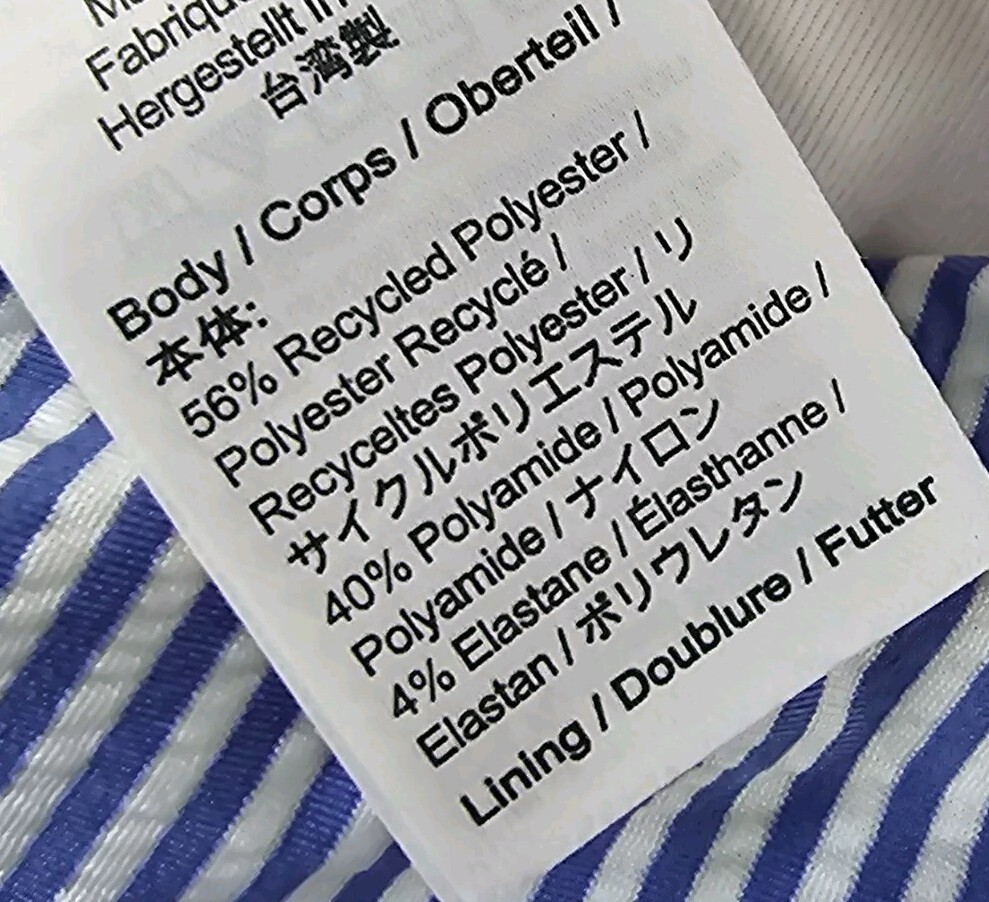 Hergestellt in
台湾製
Body / Corps / Oberteil /
本体:
56% Recycled Polyester /
Polyester Recyclé /
Recyceltes Polyester / リ
サイクルポリエステル
40% Polyamide / Polyamide /
Polyamide / ナイロン
4% Elastane / Élasthanne /
Elastan / ポリウレタン
Lining / Doublure / Futter